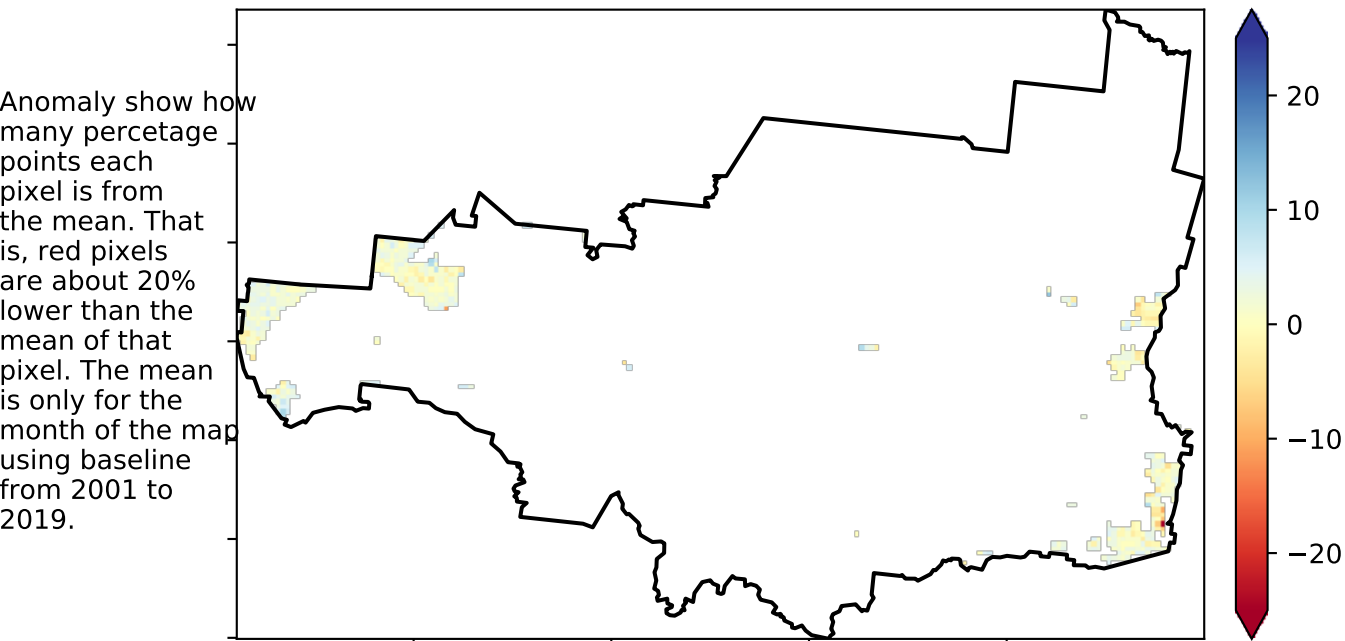 Anomaly show how
many percetage
points each
pixel is from
the mean. That
is, red pixels
are about 20%
lower than the
mean of that
pixel. The mean
is only for the
month of the map
using baseline
from 2001 to
2019.
20
10
0
−10
−20